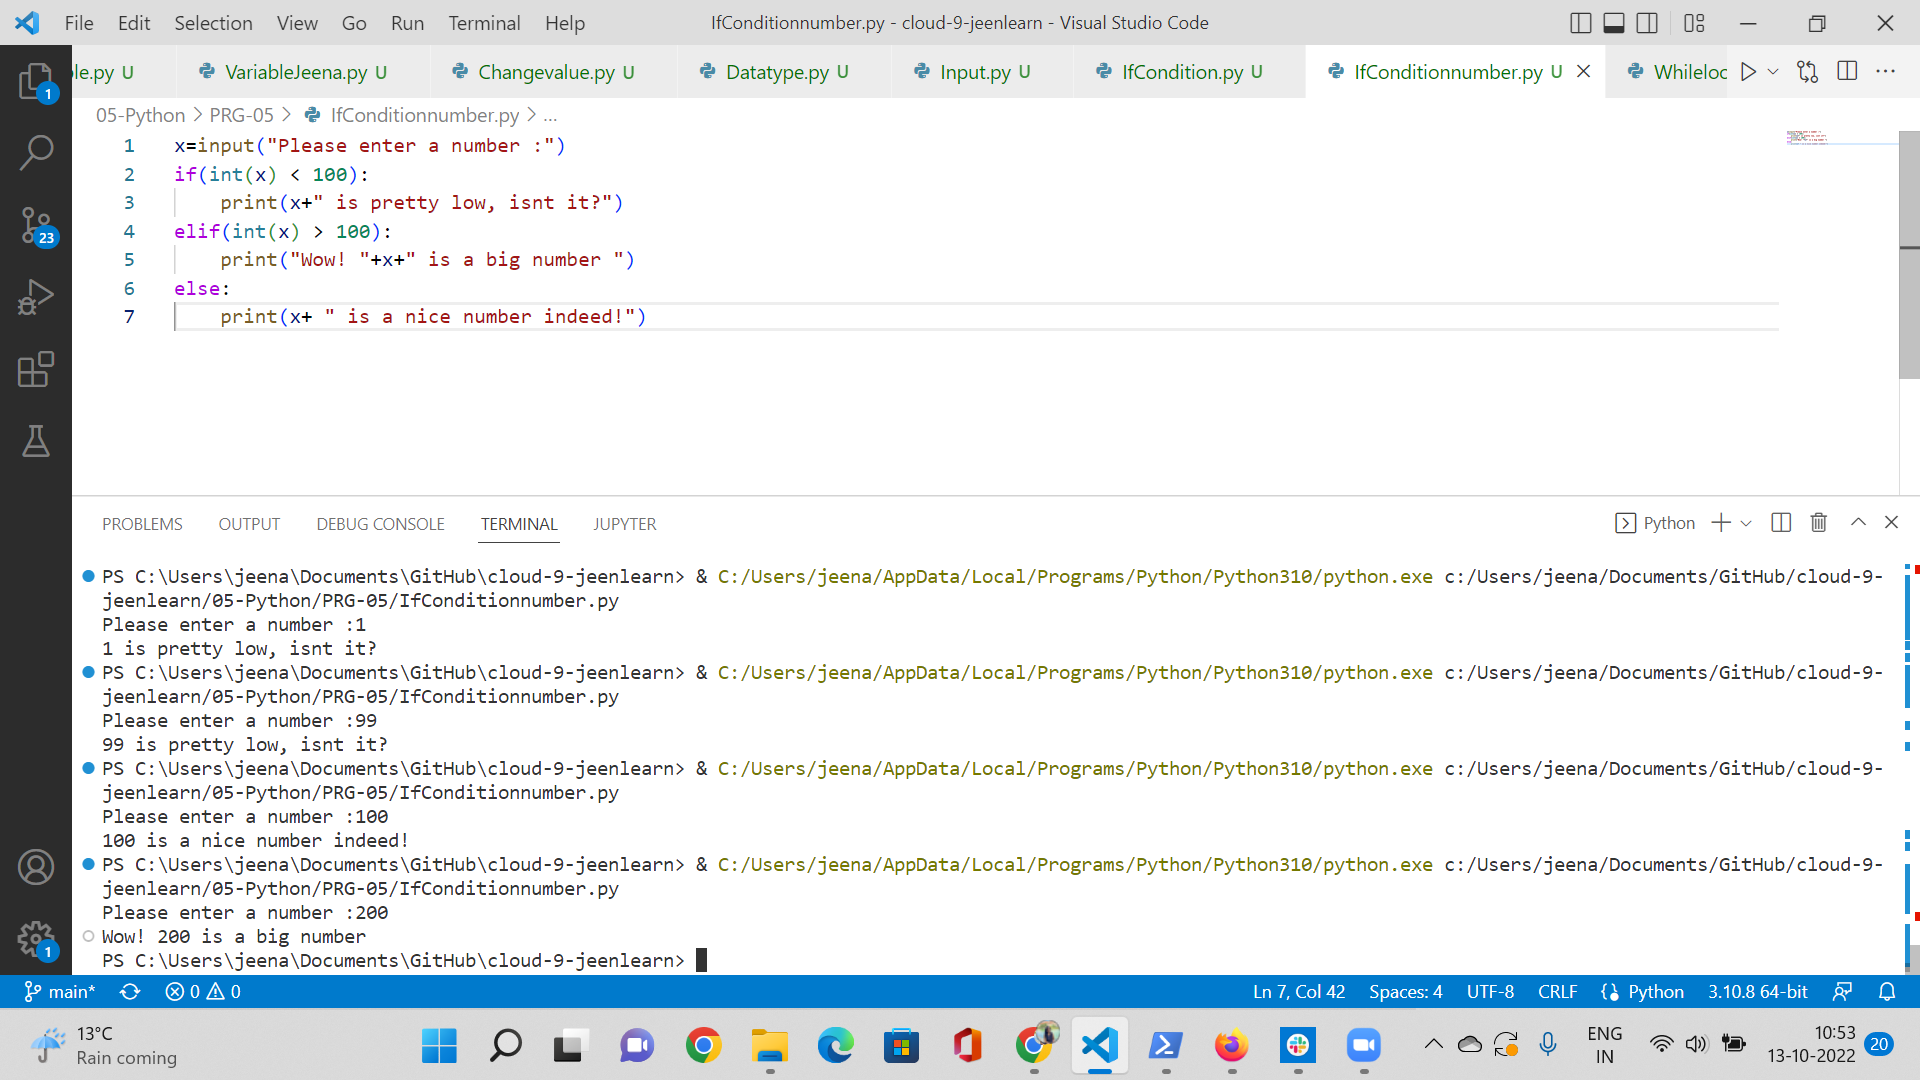 File Edit Selection View Go Run Terminal Help IfConditionnumber.py - cloud-9-jeenlearn - Visual Studio Code
le.py U VariableJeena.py U Changevalue.py U Datatype.py U Input.py U IfCondition.py U IfConditionnumber.py U Whileloo
1
05-Python > PRG-05 > IfConditionnumber.py > ...
1 x=input("Please enter a number :")
2 if(int(x) < 100):
3 print(x+" is pretty low, isnt it?")
4 elif(int(x) > 100):
5 print("Wow! "+x+" is a big number ")
6 else:
7 print(x+ " is a nice number indeed!")
23
PROBLEMS OUTPUT DEBUG CONSOLE TERMINAL JUPYTER Python
PS C:\Users\jeena\Documents\GitHub\cloud-9-jeenlearn> & C:/Users/jeena/AppData/Local/Programs/Python/Python310/python.exe c:/Users/jeena/Documents/GitHub/cloud-9-
jeenlearn/05-Python/PRG-05/IfConditionnumber.py
Please enter a number :1
1 is pretty low, isnt it?
PS C:\Users\jeena\Documents\GitHub\cloud-9-jeenlearn> & C:/Users/jeena/AppData/Local/Programs/Python/Python310/python.exe c:/Users/jeena/Documents/GitHub/cloud-9-
jeenlearn/05-Python/PRG-05/IfConditionnumber.py
Please enter a number :99
99 is pretty low, isnt it?
PS C:\Users\jeena\Documents\GitHub\cloud-9-jeenlearn> & C:/Users/jeena/AppData/Local/Programs/Python/Python310/python.exe c:/Users/jeena/Documents/GitHub/cloud-9-
jeenlearn/05-Python/PRG-05/IfConditionnumber.py
Please enter a number :100
100 is a nice number indeed!
PS C:\Users\jeena\Documents\GitHub\cloud-9-jeenlearn> & C:/Users/jeena/AppData/Local/Programs/Python/Python310/python.exe c:/Users/jeena/Documents/GitHub/cloud-9-
jeenlearn/05-Python/PRG-05/IfConditionnumber.py
Please enter a number :200
Wow! 200 is a big number
PS C:\Users\jeena\Documents\GitHub\cloud-9-jeenlearn>
1
main* 0 0 Ln 7, Col 42 Spaces: 4 UTF-8 CRLF Python 3.10.8 64-bit
13°C
Rain coming
ENG
IN
10:53
13-10-2022
20